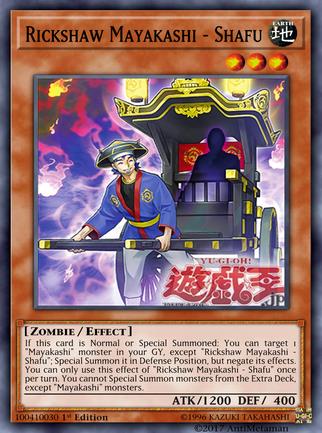 Rickshaw Mayakashi - Shafu
EARTH
地
YU-GI-OH!
遊戯王
.JP
[Zombie / Effect]
If this card is Normal or Special Summoned: You can target 1
"Mayakashi" monster in your GY, except "Rickshaw Mayakashi -
Shafu"; Special Summon it in Defense Position, but negate its effects.
You can only use this effect of "Rickshaw Mayakashi - Shafu" once
per turn. You cannot Special Summon monsters from the Extra Deck,
except "Mayakashi" monsters.
ATK/1200 DEF/ 400
100410030 1st Edition
©1996 KAZUKI TAKAHASHI
©2017 AntiMetaman